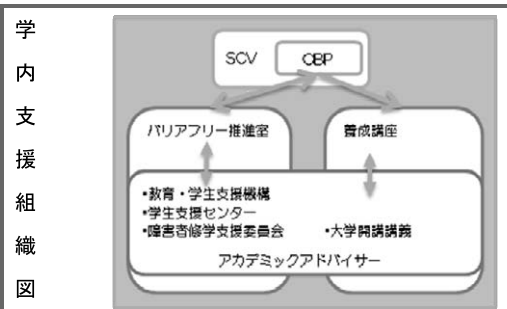 学内支援組織図
SCV
CBP
バリアフリー推進室
養成講座
・教育・学生支援機構
・学生支援センター
・障害者修学支援委員会
・大学開講講義
アカデミックアドバイサー